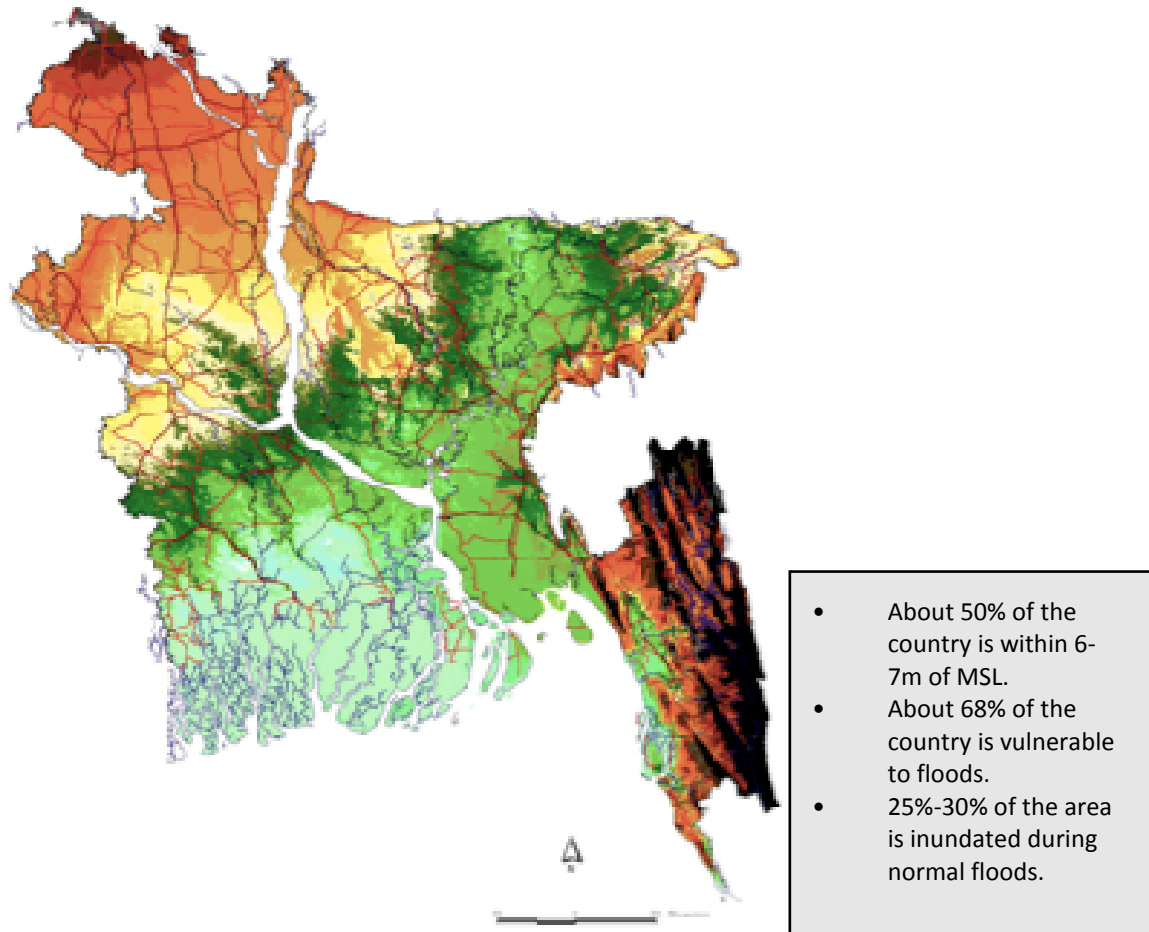 • About 50% of the
country is within 6-
7m of MSL.
• About 68% of the
country is vulnerable
to floods.
• 25%-30% of the area
is inundated during
normal floods.